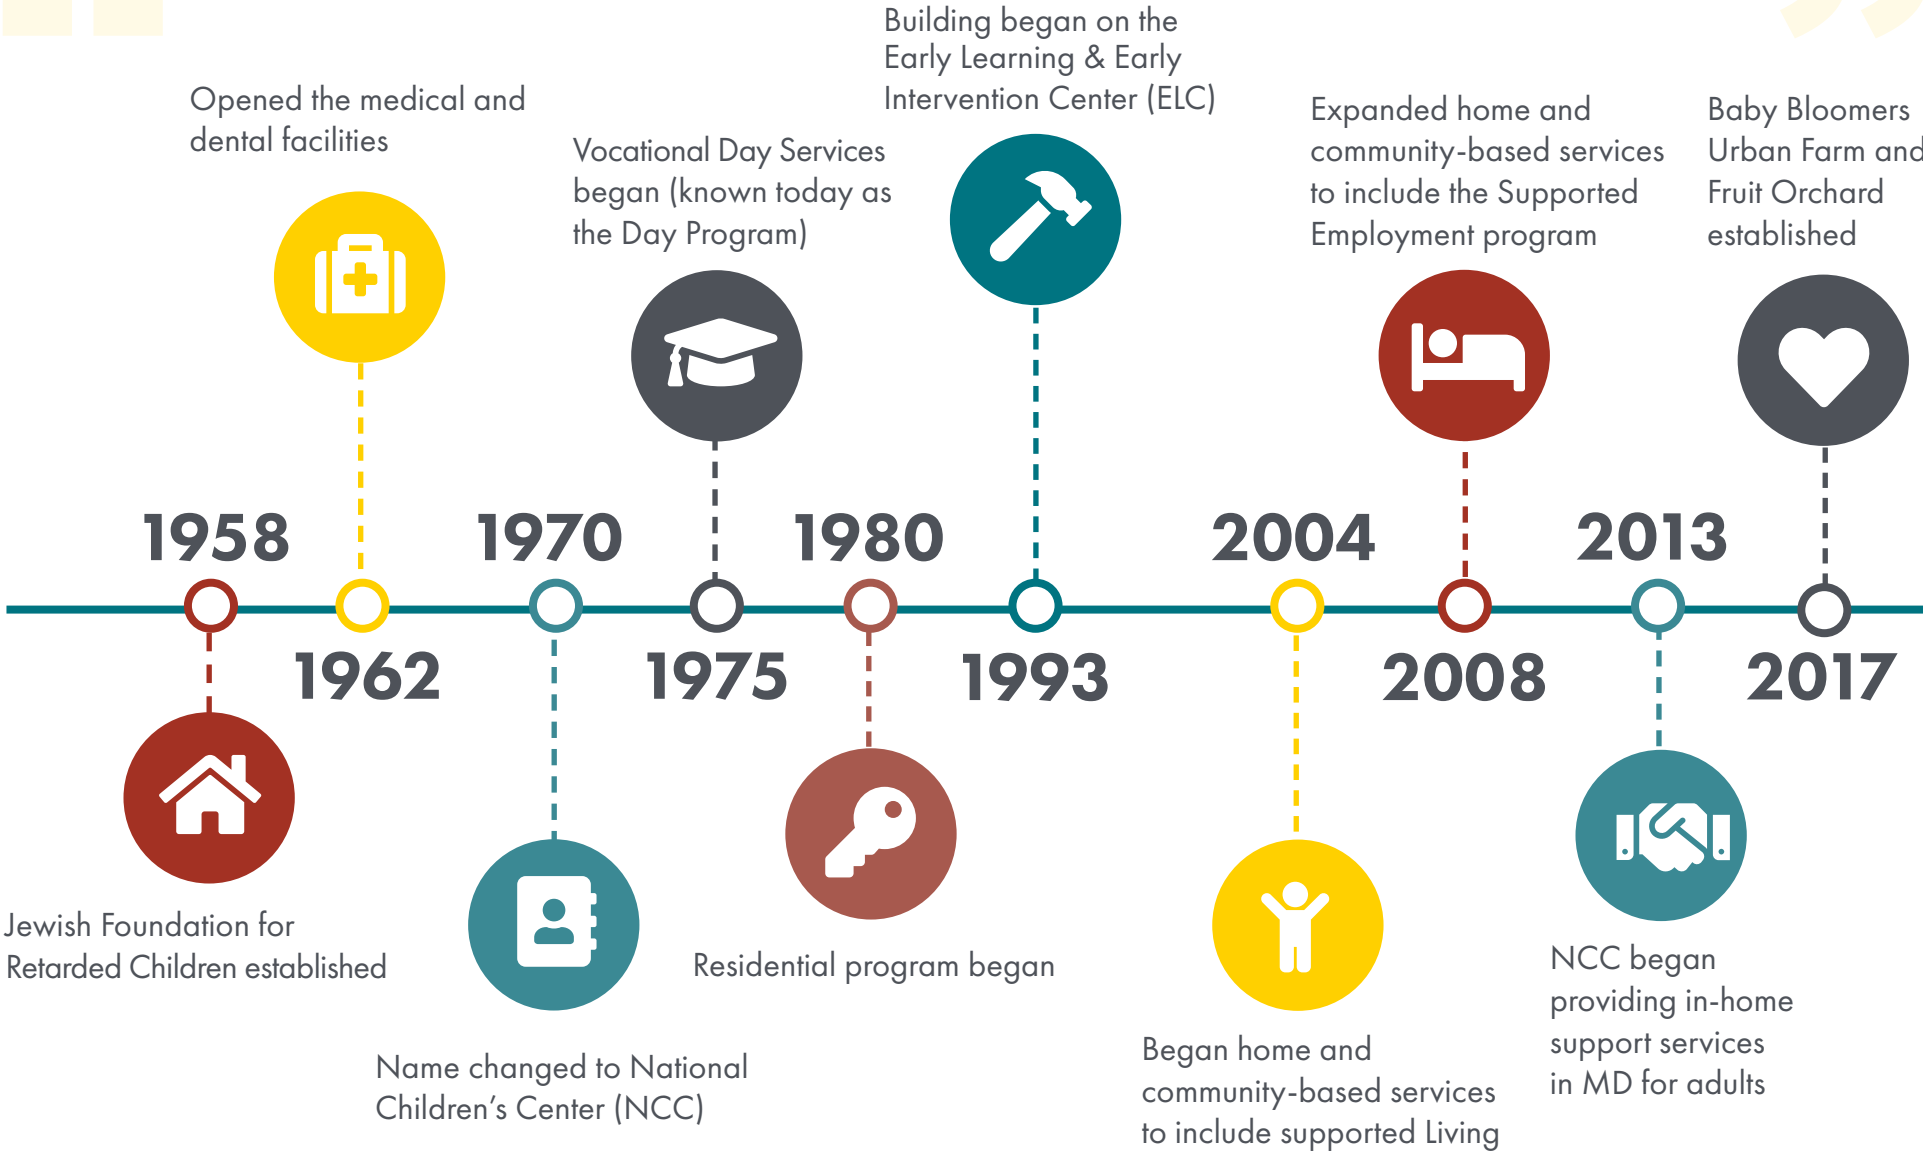 Building began on the
Early Learning & Early
Intervention Center (ELC)
Opened the medical and
dental facilities
Vocational Day Services
began (known today as
the Day Program)
Expanded home and
community-based services
to include the Supported
Employment program
Baby Bloomers
Urban Farm and
Fruit Orchard
established
1958
1970
1980
2004
2013
1962
1975
1993
2008
2017
Jewish Foundation for
Retarded Children established
Name changed to National
Children’s Center (NCC)
Residential program began
Began home and
community-based services
to include supported Living
NCC began
providing in-home
support services
in MD for adults